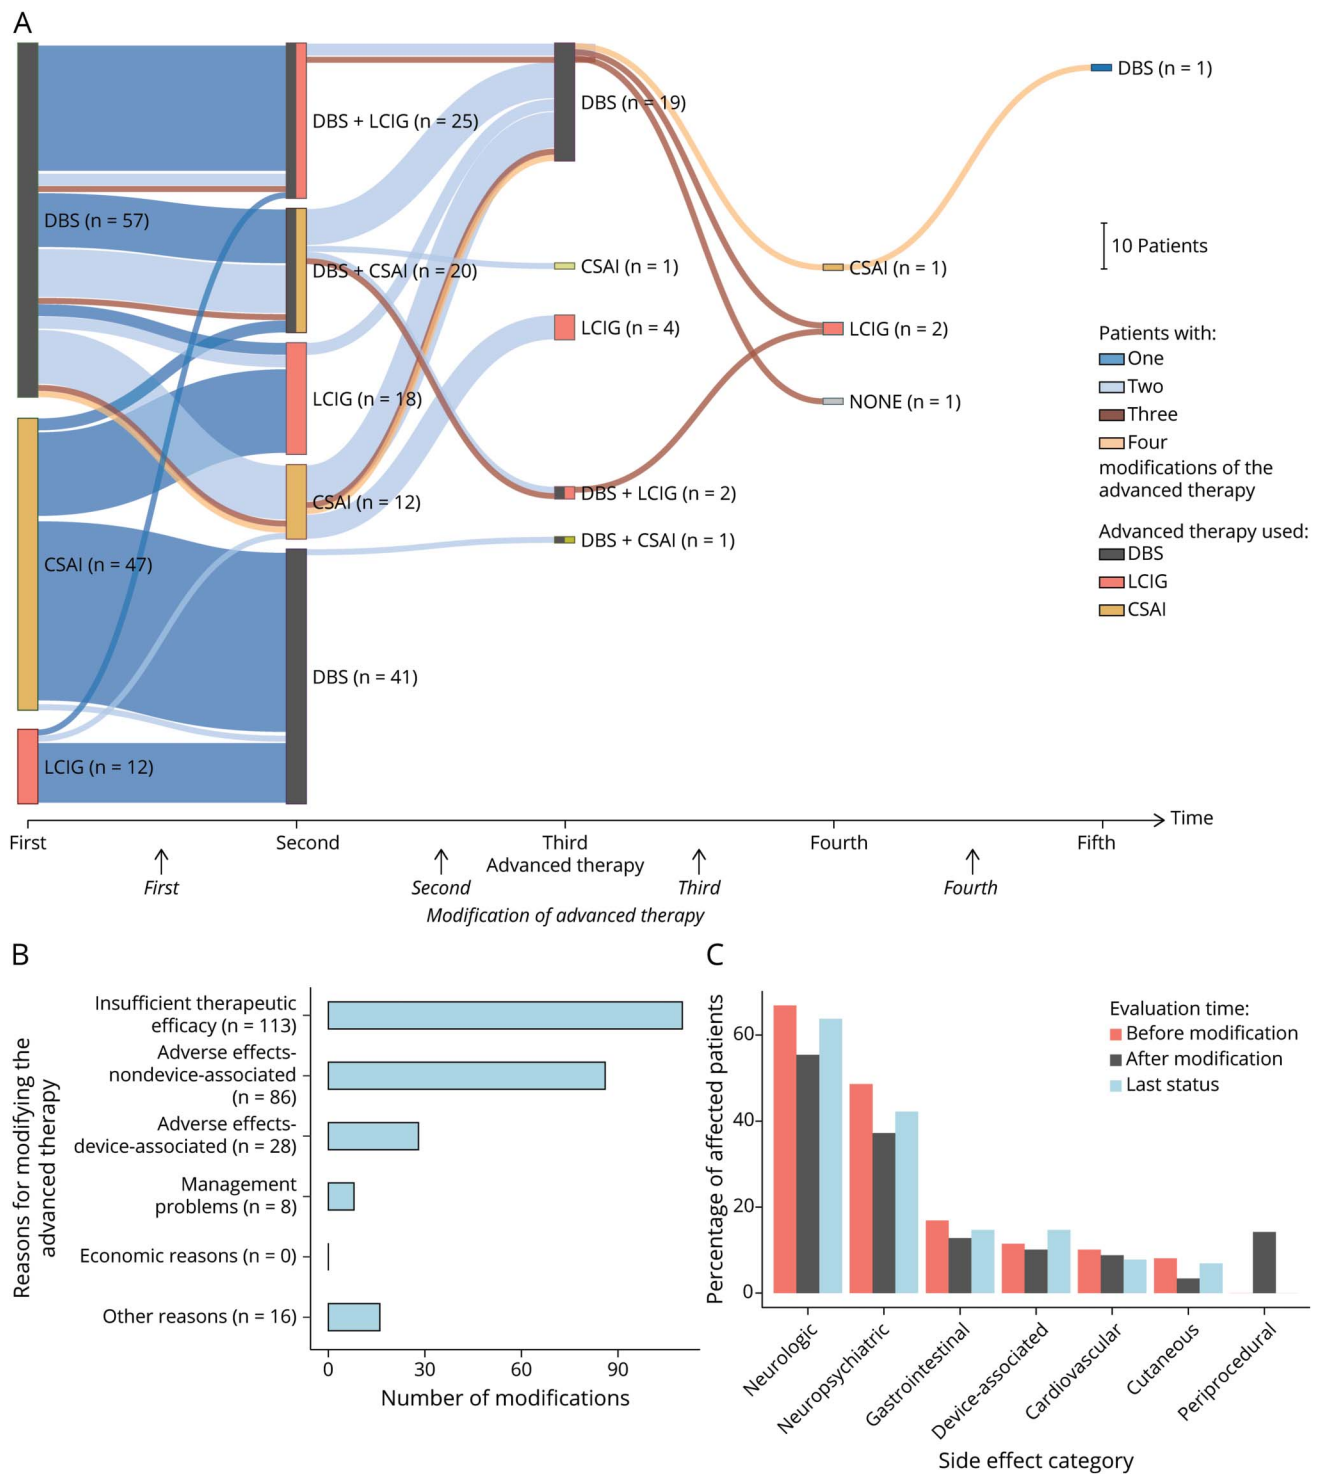 A
DBS + LCIG (n = 25)
DBS (n = 19)
DBS (n = 1)
DBS (n = 57)
DBS + CSAI (n = 20)
CSAI (n = 1)
CSAI (n = 1)
10 Patients
LCIG (n = 4)
LCIG (n = 2)
LCIG (n = 18)
NONE (n = 1)
CSAI (n = 12)
DBS + LCIG (n = 2)
DBS + CSAI (n = 1)
CSAI (n = 47)
DBS (n = 41)
LCIG (n = 12)
Patients with:
One
Two
Three
Four
modifications of the
advanced therapy
Advanced therapy used:
DBS
LCIG
CSAI
Time
First
Second
Third
Fourth
Fifth
Advanced therapy
First
Second
Third
Fourth
Modification of advanced therapy
B
Reasons for modifying the
advanced therapy
Insufficient therapeutic
efficacy (n = 113)
Adverse effects-
nondevice-associated
(n = 86)
Adverse effects-
device-associated (n = 28)
Management
problems (n = 8)
Economic reasons (n = 0)
Other reasons (n = 16)
0
30
60
90
Number of modifications
C
Percentage of affected patients
60
40
20
0
Evaluation time:
Before modification
After modification
Last status
Neurologic
Neuropsychiatric
Gastrointestinal
Device-associated
Cardiovascular
Cutaneous
Periprocedural
Side effect category